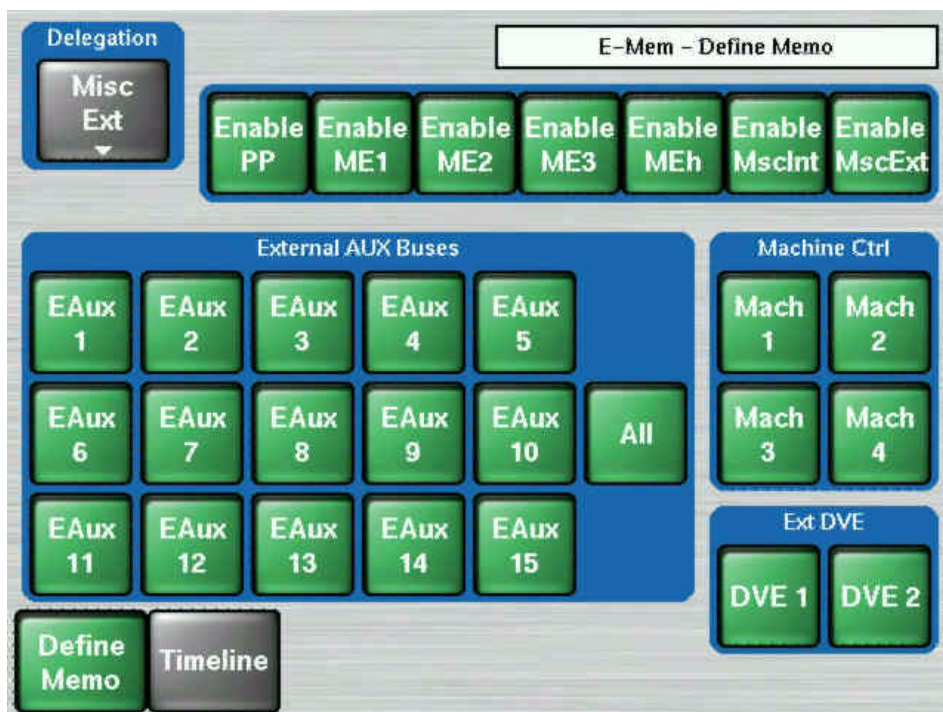 Delegation
E-Mem - Define Memo
Misc
Ext
Enable Enable Enable Enable Enable Enable Enable
PP ME1 ME2 ME3 MEh MscInt MscExt
External AUX Buses
Machine Ctrl
EAux EAux EAux EAux EAux
1 2 3 4 5
Mach Mach
1 2
EAux EAux EAux EAux EAux
6 7 8 9 10
All
Mach Mach
3 4
EAux EAux EAux EAux EAux
11 12 13 14 15
Ext DVE
DVE 1 DVE 2
Define
Memo
Timeline